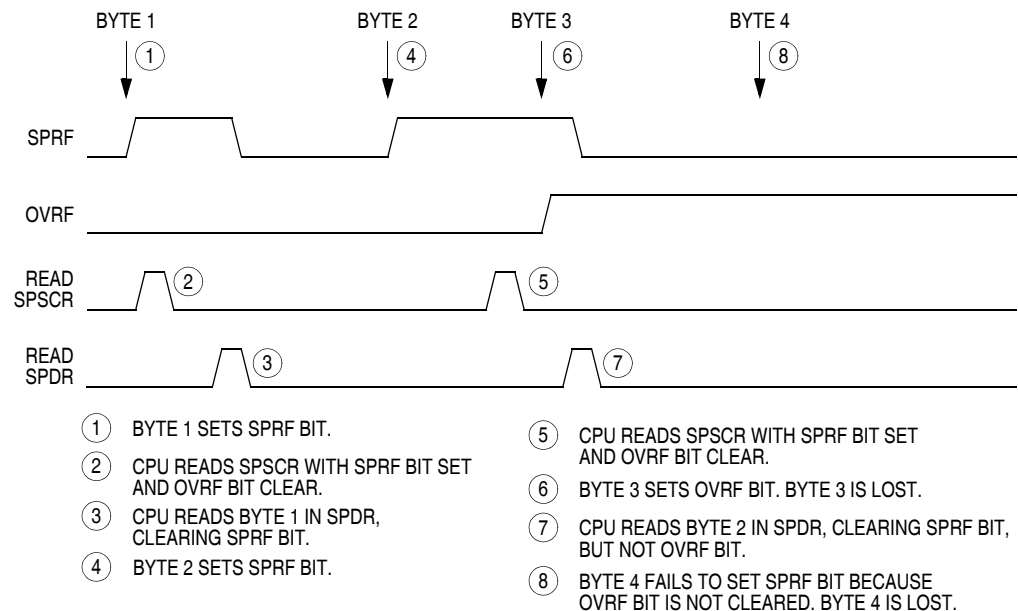 BYTE 1
BYTE 2
BYTE 3
BYTE 4
1
4
6
8
SPRF
OVRF
READ
SPSCR
2
5
READ
SPDR
3
7
1 BYTE 1 SETS SPRF BIT.
2 CPU READS SPSCR WITH SPRF BIT SET
AND OVRF BIT CLEAR.
3 CPU READS BYTE 1 IN SPDR,
CLEARING SPRF BIT.
4 BYTE 2 SETS SPRF BIT.
5 CPU READS SPSCR WITH SPRF BIT SET
AND OVRF BIT CLEAR.
6 BYTE 3 SETS OVRF BIT. BYTE 3 IS LOST.
7 CPU READS BYTE 2 IN SPDR, CLEARING SPRF BIT,
BUT NOT OVRF BIT.
8 BYTE 4 FAILS TO SET SPRF BIT BECAUSE
OVRF BIT IS NOT CLEARED. BYTE 4 IS LOST.